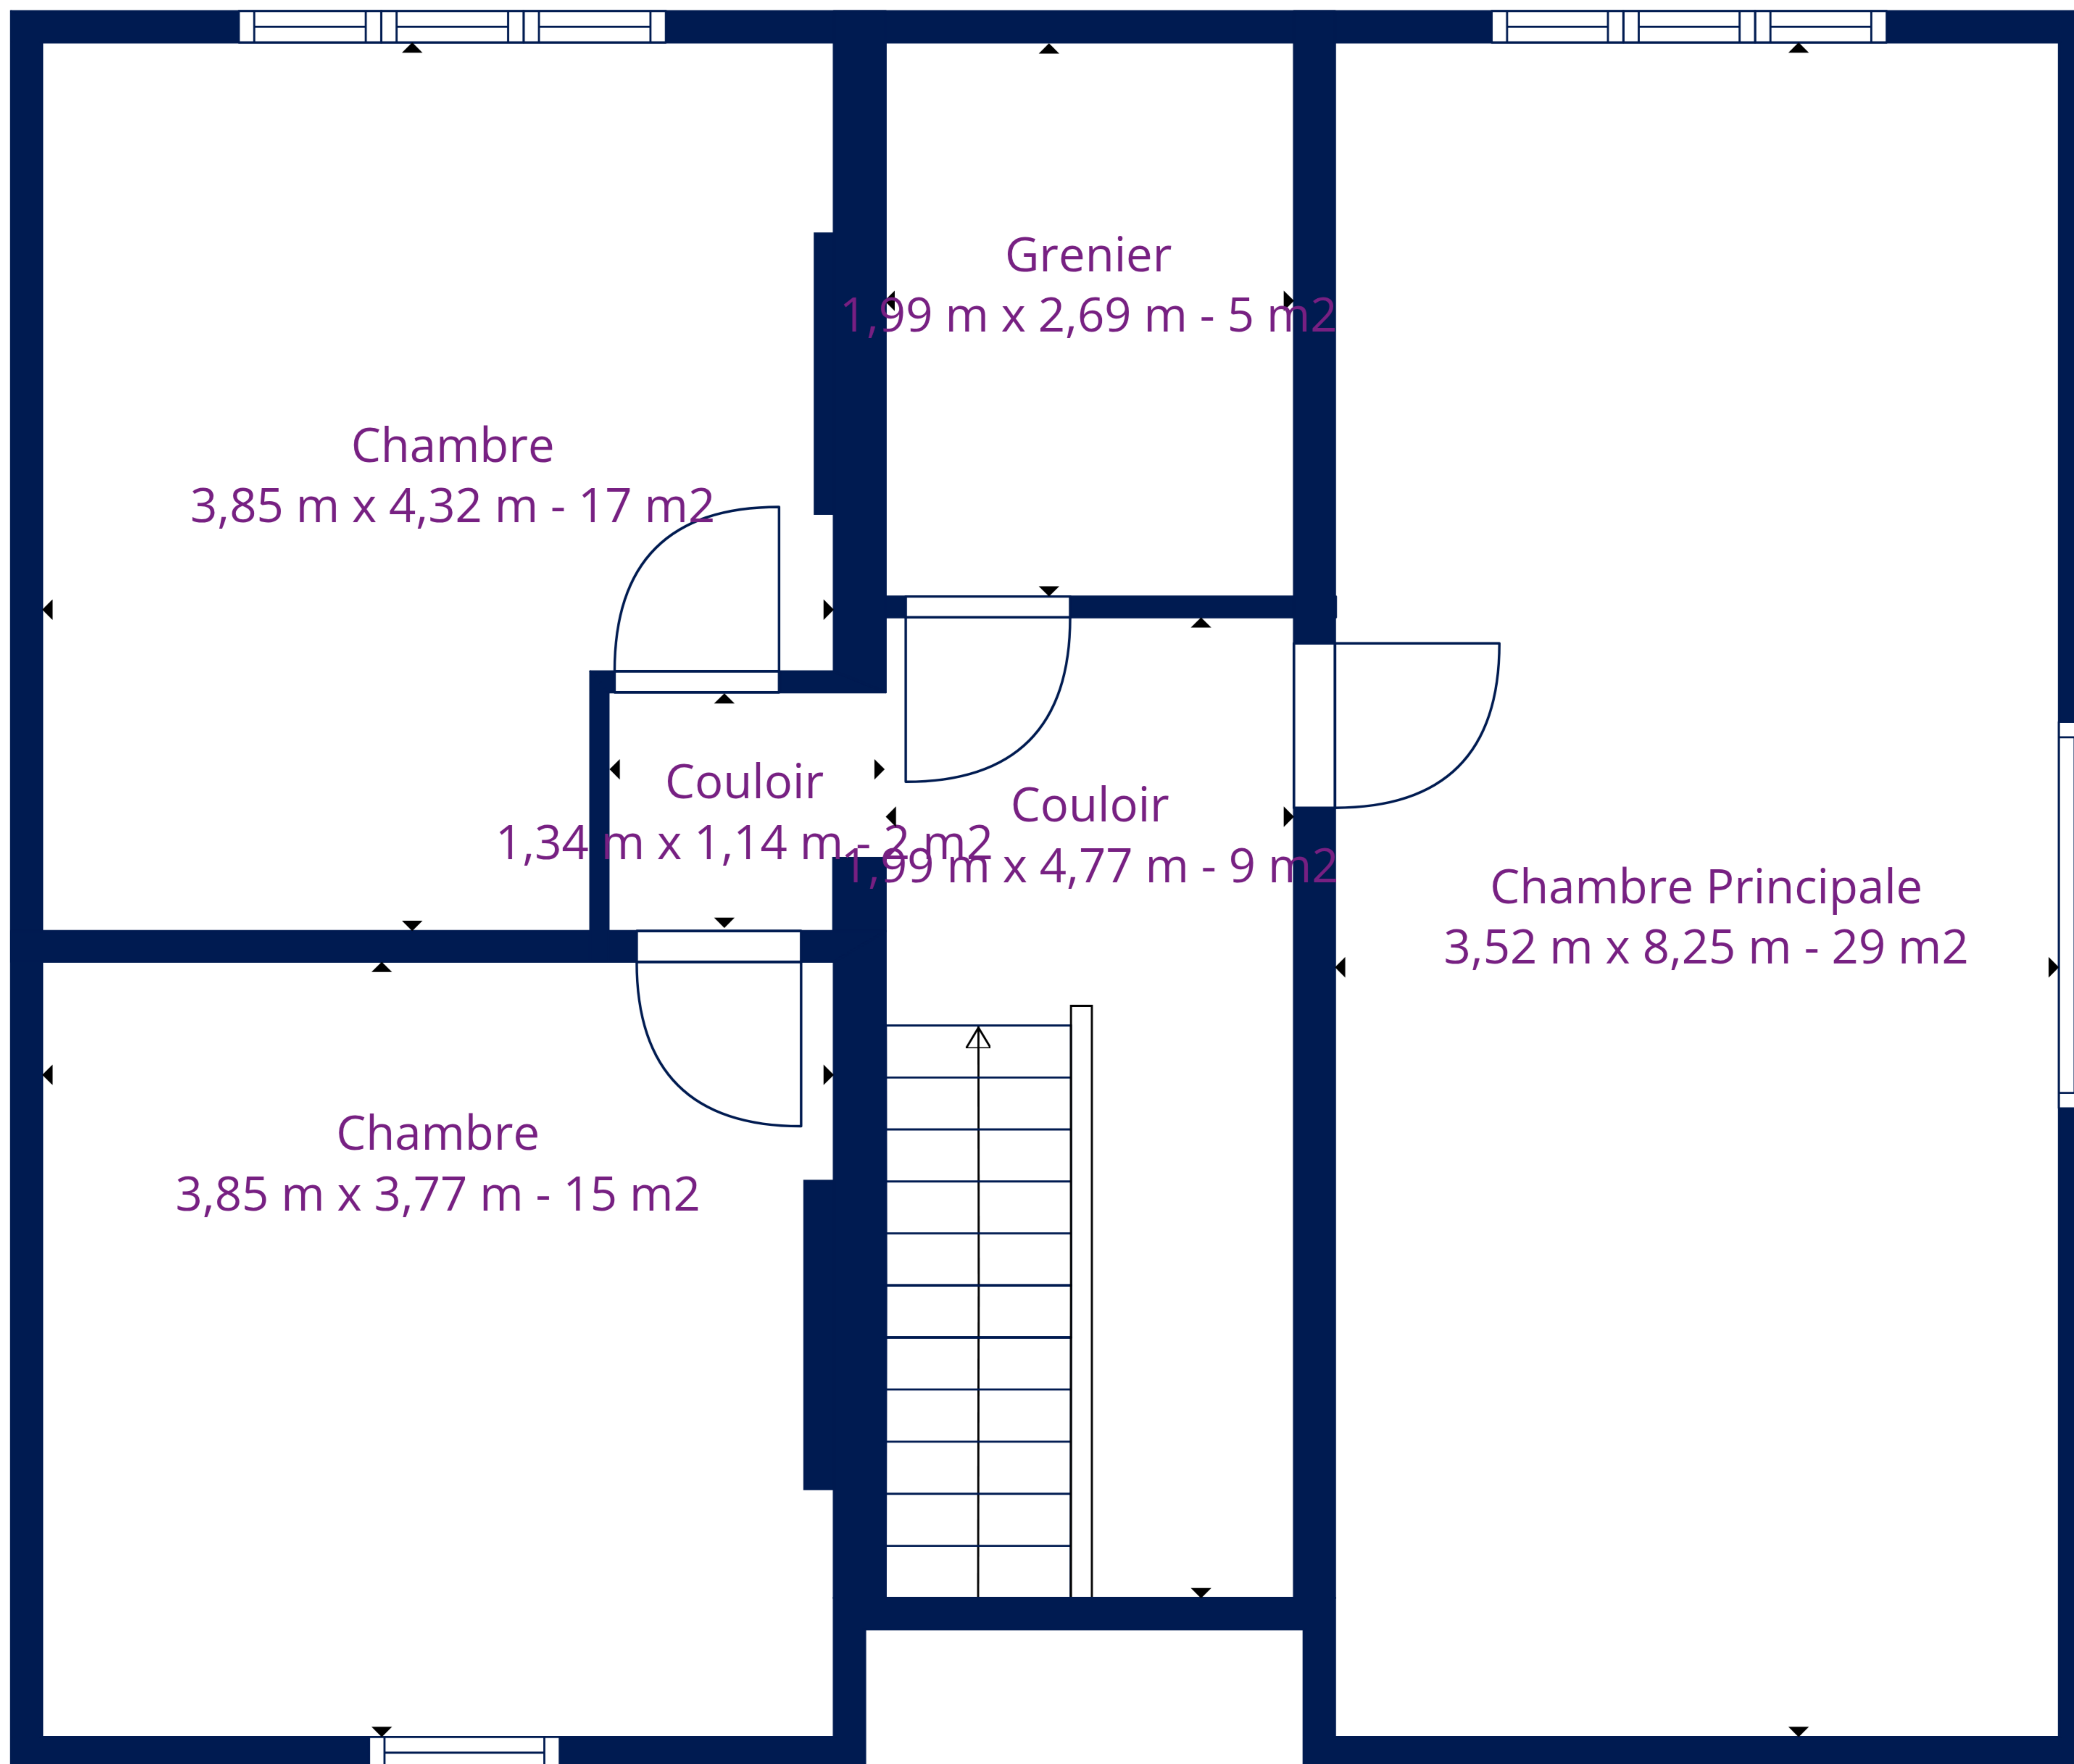 Grenier
1,99 m x 2,69 m - 5 m2
Chambre
3,85 m x 4,32 m - 17 m2
Couloir
1,34 m x 1,14 m - 2 m2
Couloir
1,99 m x 4,77 m - 9 m2
Chambre Principale
3,52 m x 8,25 m - 29 m2
Chambre
3,85 m x 3,77 m - 15 m2